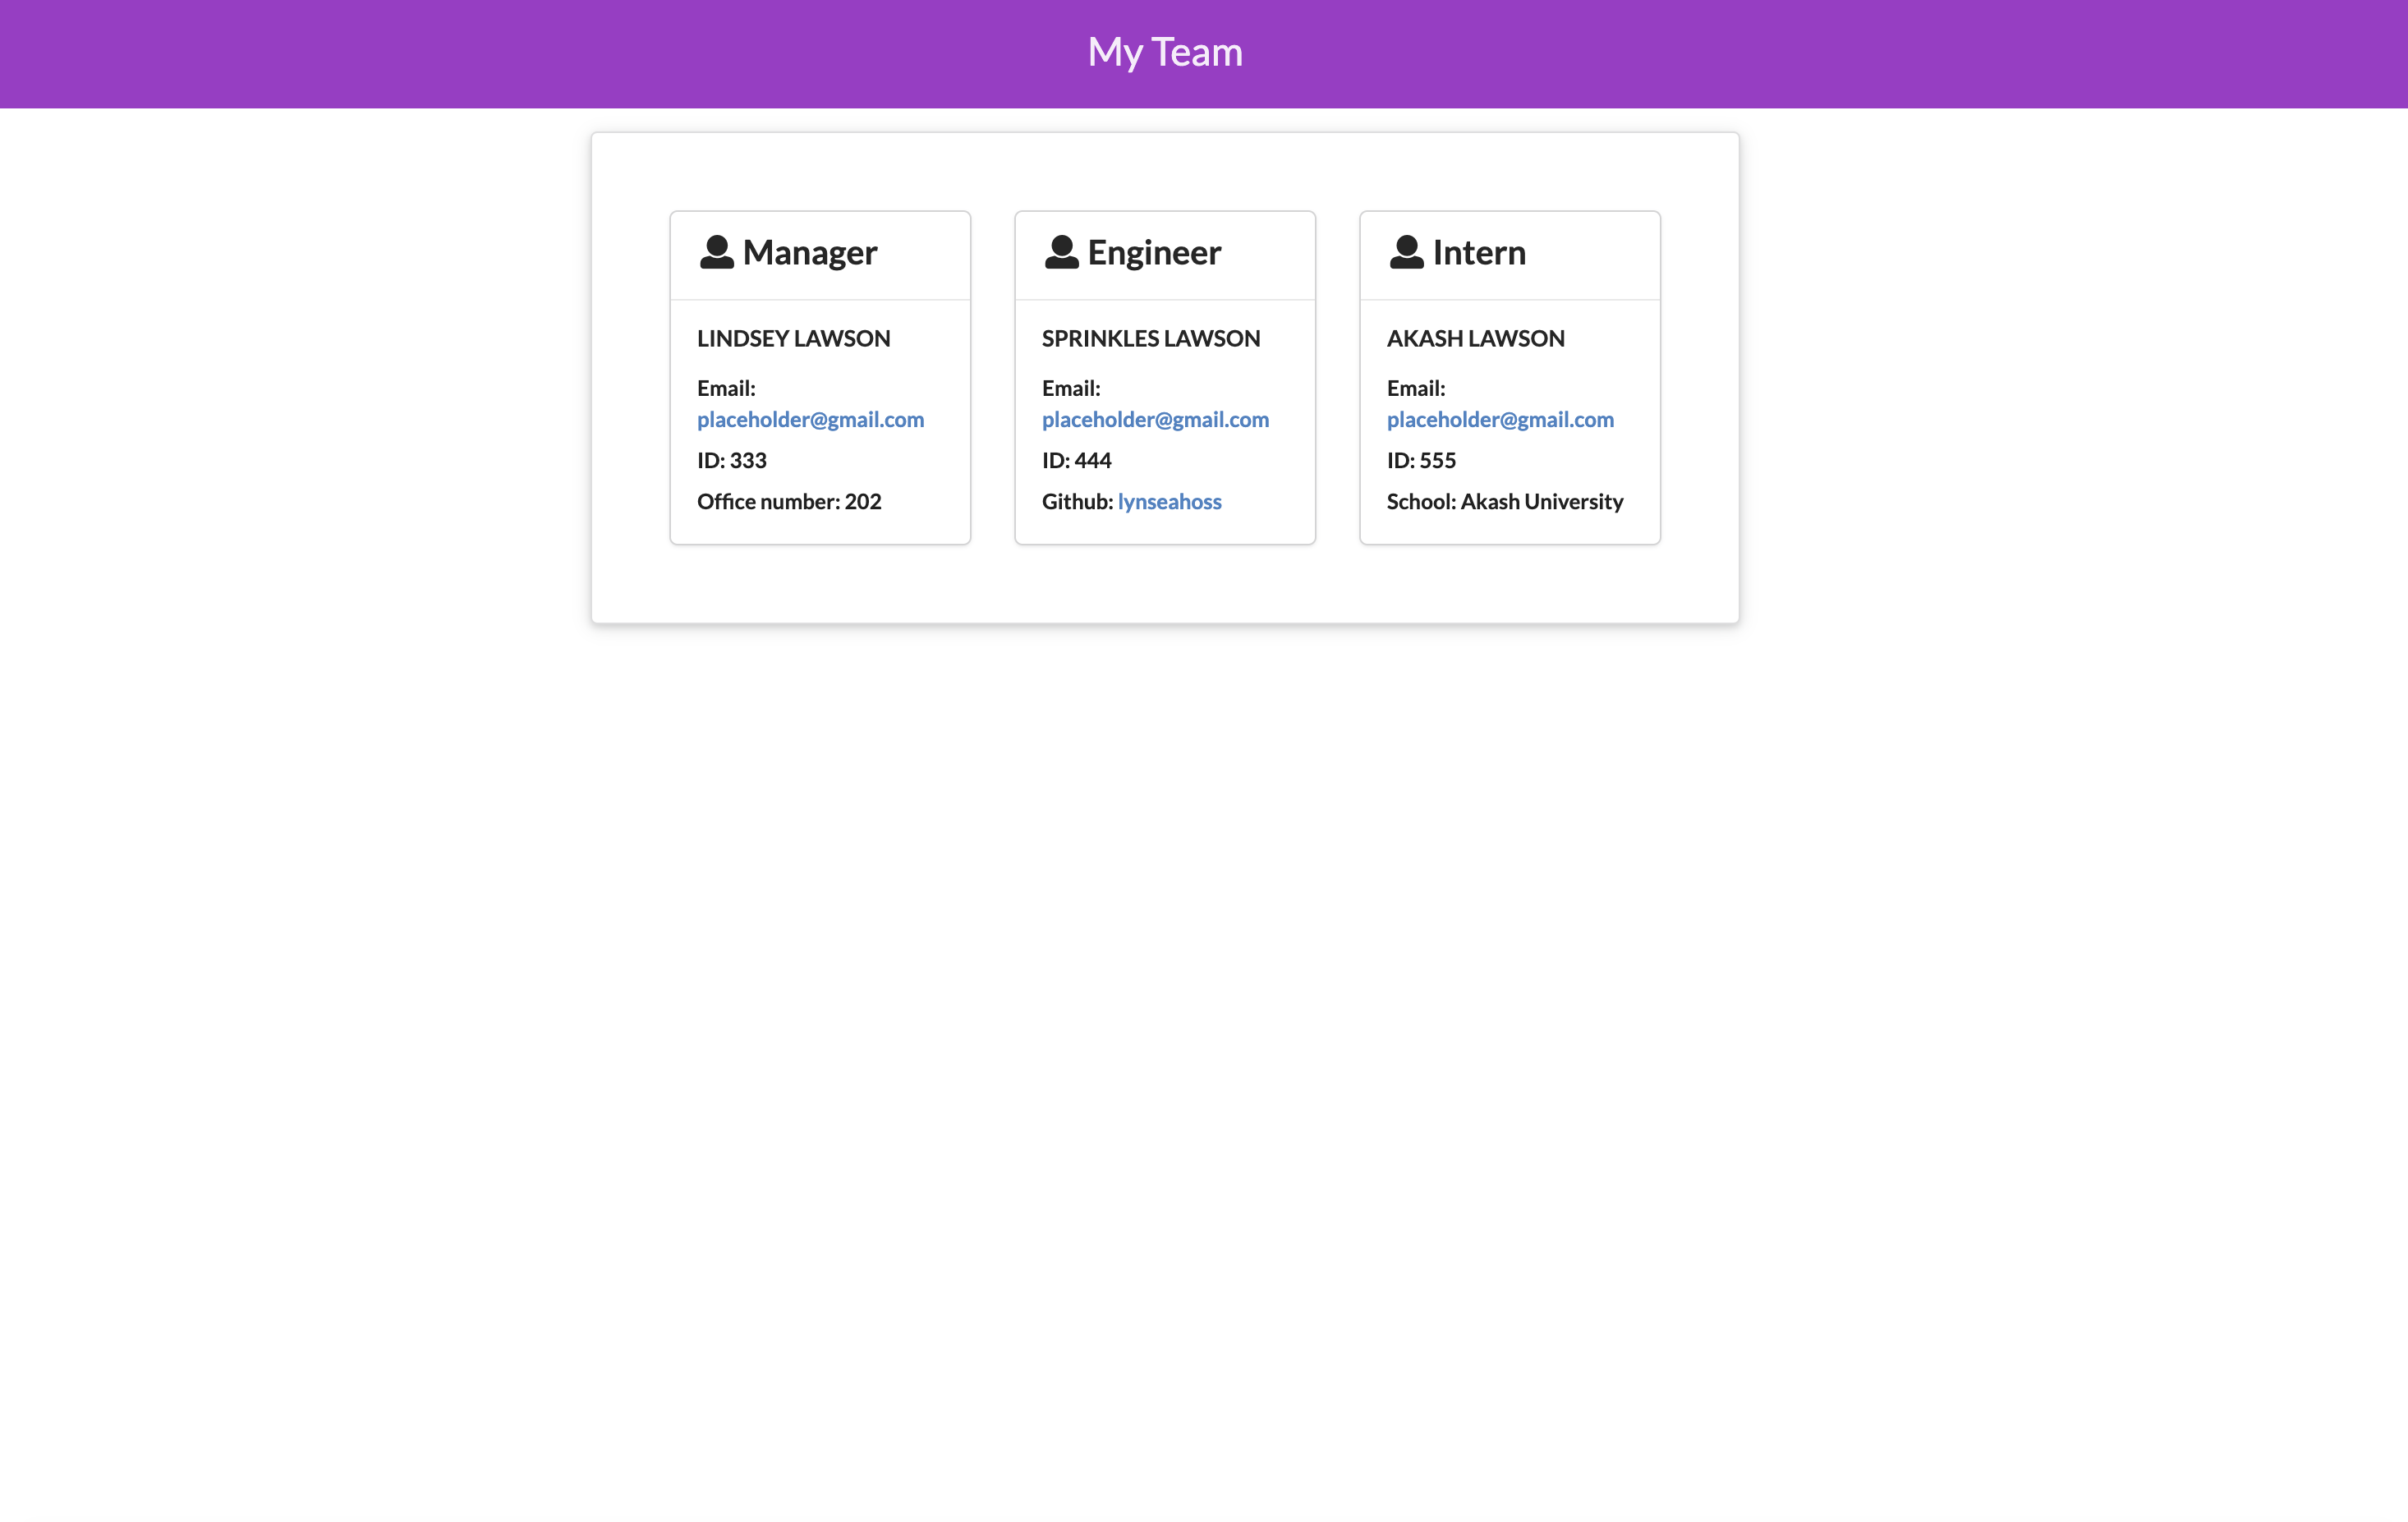 My Team
Manager
LINDSEY LAWSON
Email:
placeholder@gmail.com
ID: 333
Office number: 202
Engineer
SPRINKLES LAWSON
Email:
placeholder@gmail.com
ID: 444
Github: lynseahoss
Intern
AKASH LAWSON
Email:
placeholder@gmail.com
ID: 555
School: Akash University